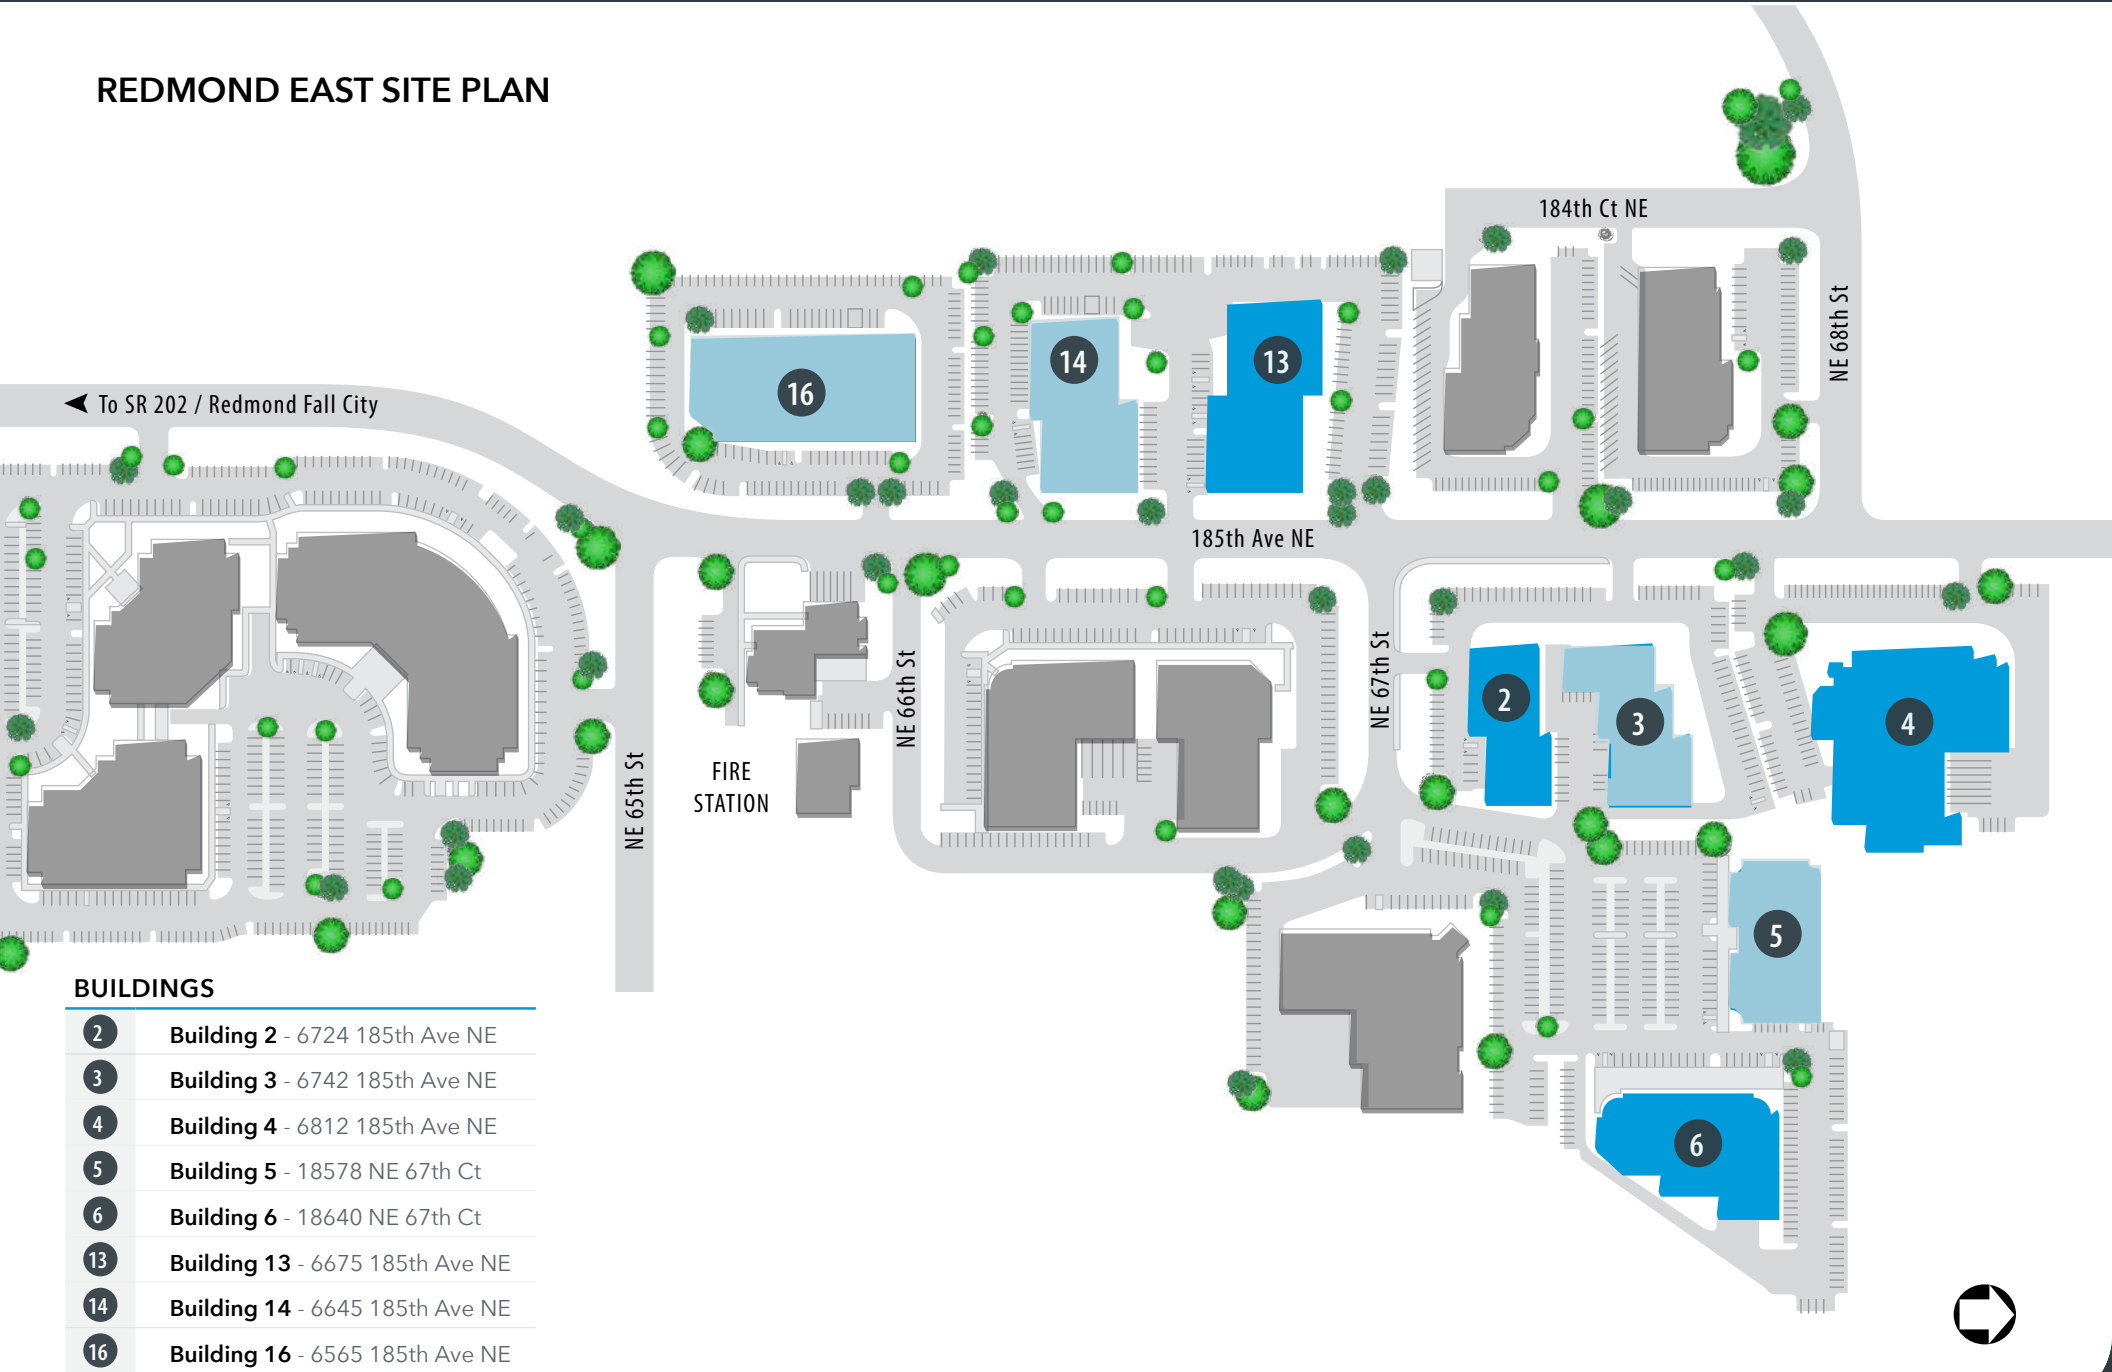 REDMOND EAST SITE PLAN
184th Ct NE
NE 68th St
To SR 202 / Redmond Fall City
16
14
13
185th Ave NE
NE 65th St
FIRE
STATION
NE 66th St
NE 67th St
2
3
4
5
6
BUILDINGS
2 Building 2 - 6724 185th Ave NE
3 Building 3 - 6742 185th Ave NE
4 Building 4 - 6812 185th Ave NE
5 Building 5 - 18578 NE 67th Ct
6 Building 6 - 18640 NE 67th Ct
13 Building 13 - 6675 185th Ave NE
14 Building 14 - 6645 185th Ave NE
16 Building 16 - 6565 185th Ave NE